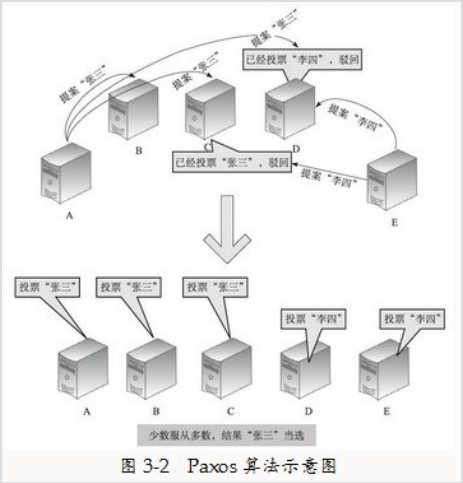 提案“张三”
提案“张三”
提案“张三”
已经投票“李四”，驳回
B
C
D
提案“李四”
已经投票“张三”，驳回
提案“李四”
A
E
投票“张三”
投票“张三”
投票“张三”
投票“李四”
投票“李四”
A
B
C
D
E
少数服从多数，结果“张三”当选
图 3-2 Paxos 算法示意图